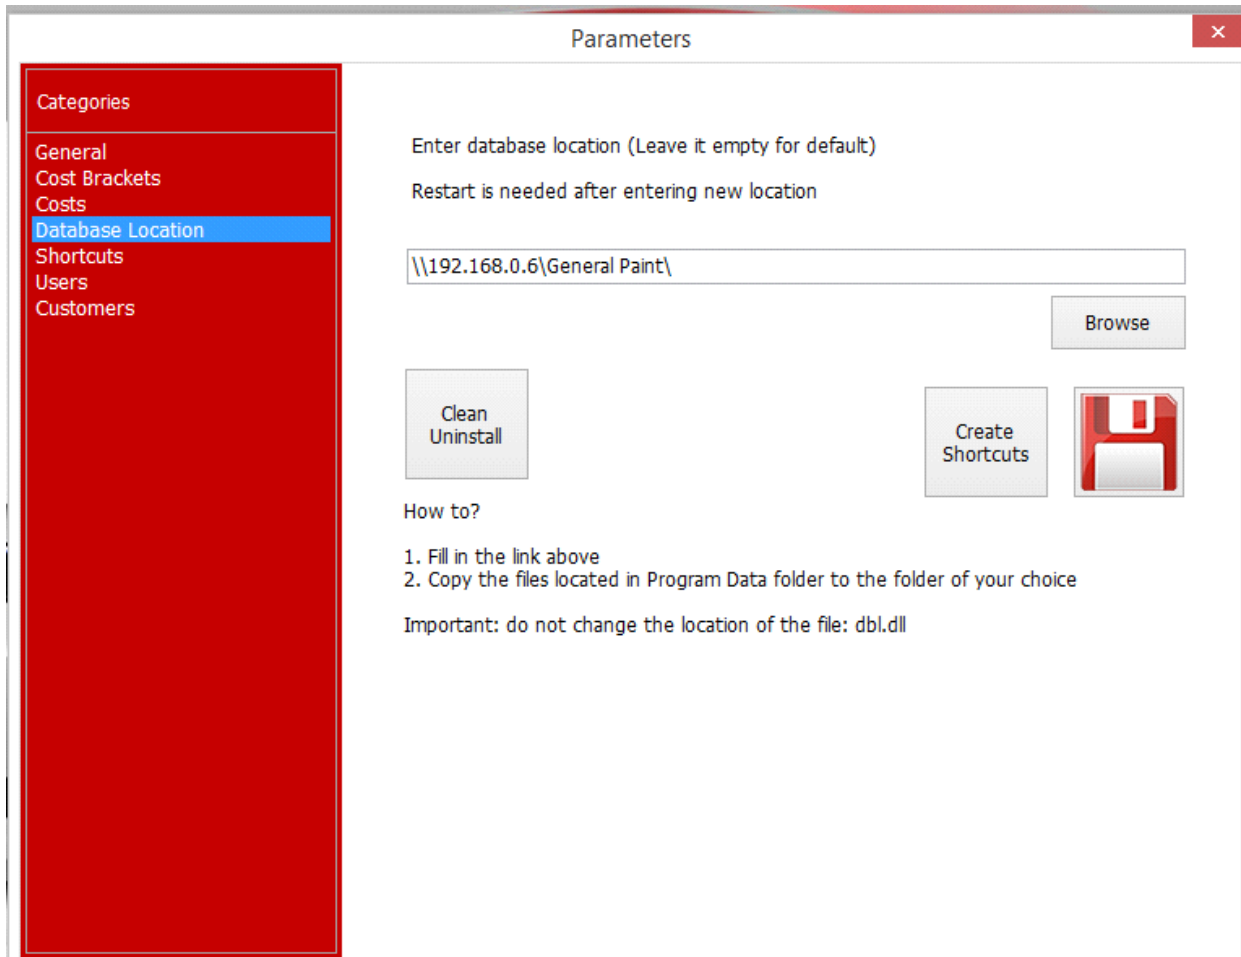 Parameters
Categories
General
Cost Brackets
Costs
Database Location
Shortcuts
Users
Customers
Enter database location (Leave it empty for default)
Restart is needed after entering new location
\\192.168.0.6\General Paint\
Browse
Clean
Uninstall
Create
Shortcuts
How to?
1. Fill in the link above
2. Copy the files located in Program Data folder to the folder of your choice
Important: do not change the location of the file: dbl.dll